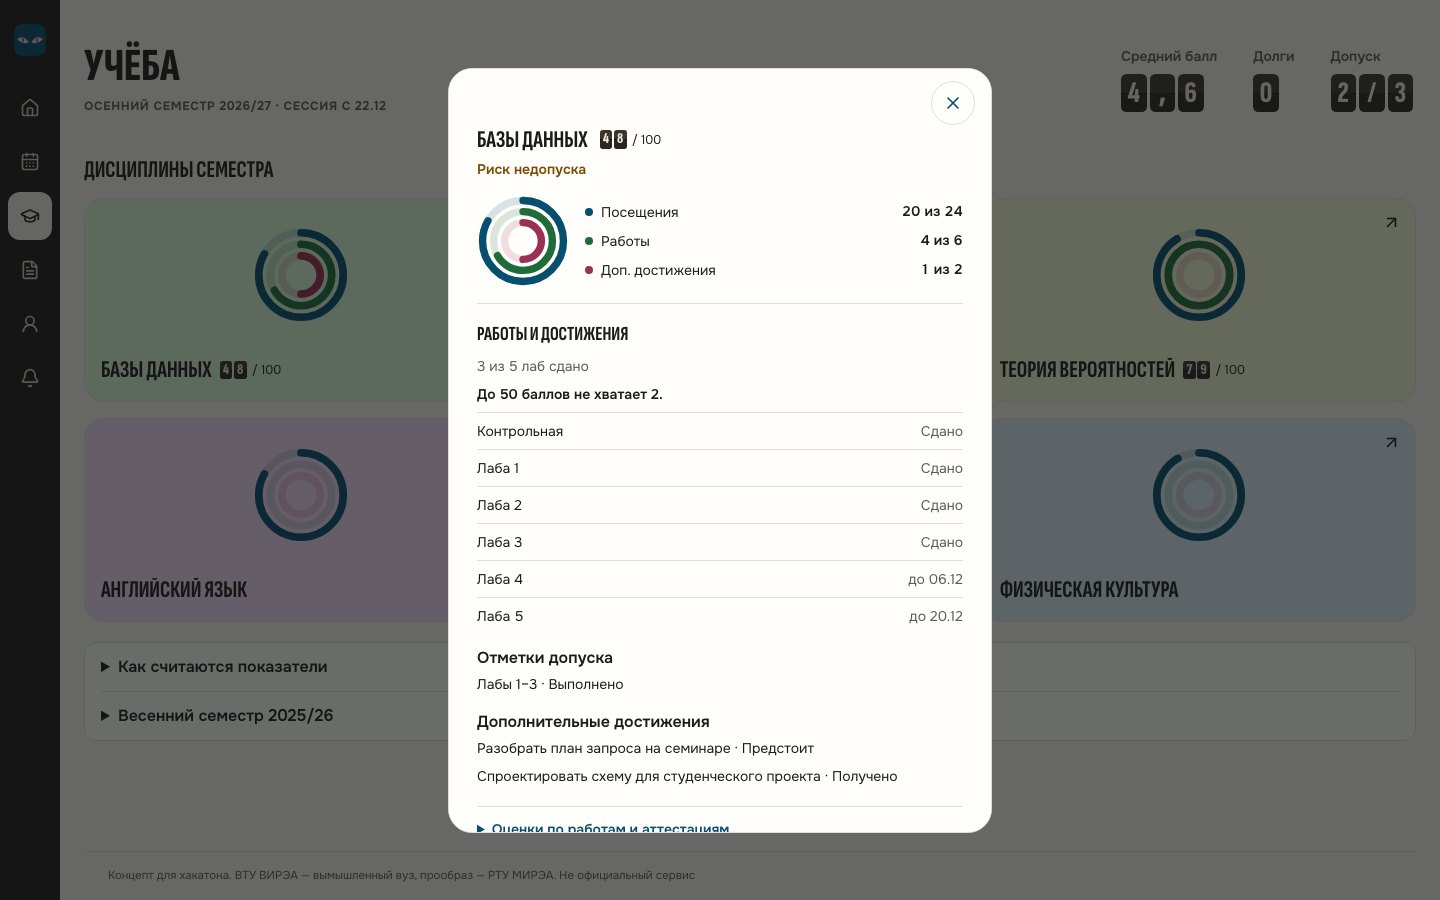 УЧЁБА
ОСЕННИЙ СЕМЕСТР 2026/27 · СЕССИЯ С 22.12
Средний балл
4,6
Долги
0
Допуск
2/3
ДИСЦИПЛИНЫ СЕМЕСТРА
БАЗЫ ДАННЫХ 48 / 100
ТЕОРИЯ ВЕРОЯТНОСТЕЙ 79 / 100
АНГЛИЙСКИЙ ЯЗЫК
ФИЗИЧЕСКАЯ КУЛЬТУРА
Как считаются показатели
Весенний семестр 2025/26
БАЗЫ ДАННЫХ 48 / 100
Риск недопуска
Посещения 20 из 24
Работы 4 из 6
Доп. достижения 1 из 2
РАБОТЫ И ДОСТИЖЕНИЯ
3 из 5 лаб сдано
До 50 баллов не хватает 2.
Контрольная Сдано
Лаба 1 Сдано
Лаба 2 Сдано
Лаба 3 Сдано
Лаба 4 до 06.12
Лаба 5 до 20.12
Отметки допуска
Лабы 1–3 · Выполнено
Дополнительные достижения
Разобрать план запроса на семинаре · Предстоит
Спроектировать схему для студенческого проекта · Получено
Оценки по работам и аттестациям
Концепт для хакатона. ВТУ ВИРЭА — вымышленный вуз, прообраз — РТУ МИРЭА. Не официальный сервис